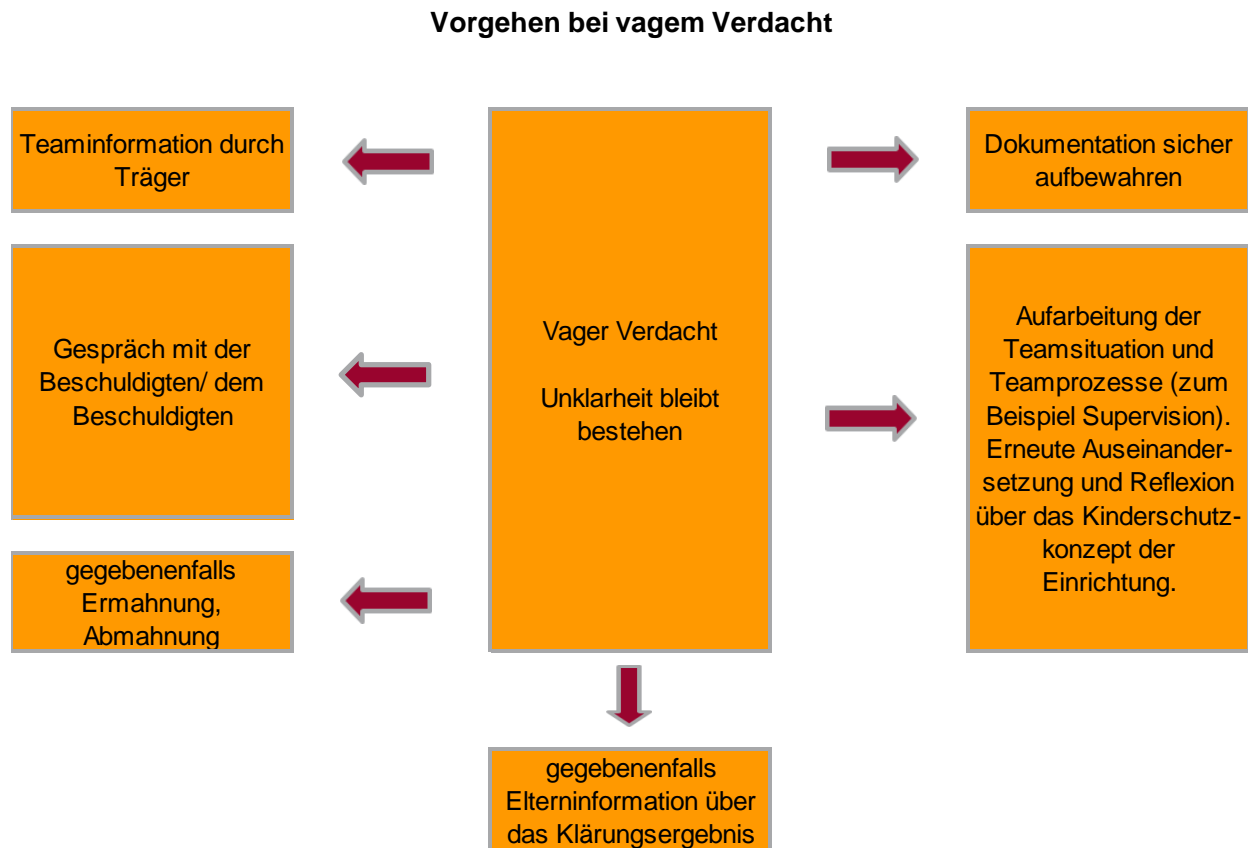 Vorgehen bei vagem Verdacht
Teaminformation durch
Träger
Gespräch mit der
Beschuldigten/ dem
Beschuldigten
gegebenenfalls
Ermahnung,
Abmahnung
Vager Verdacht
Unklarheit bleibt
bestehen
gegebenenfalls
Elterninformation über
das Klärungsergebnis
Dokumentation sicher
aufbewahren
Aufarbeitung der
Teamsituation und
Teamprozesse (zum
Beispiel Supervision).
Erneute Auseinander-
setzung und Reflexion
über das Kinderschutz-
konzept der
Einrichtung.